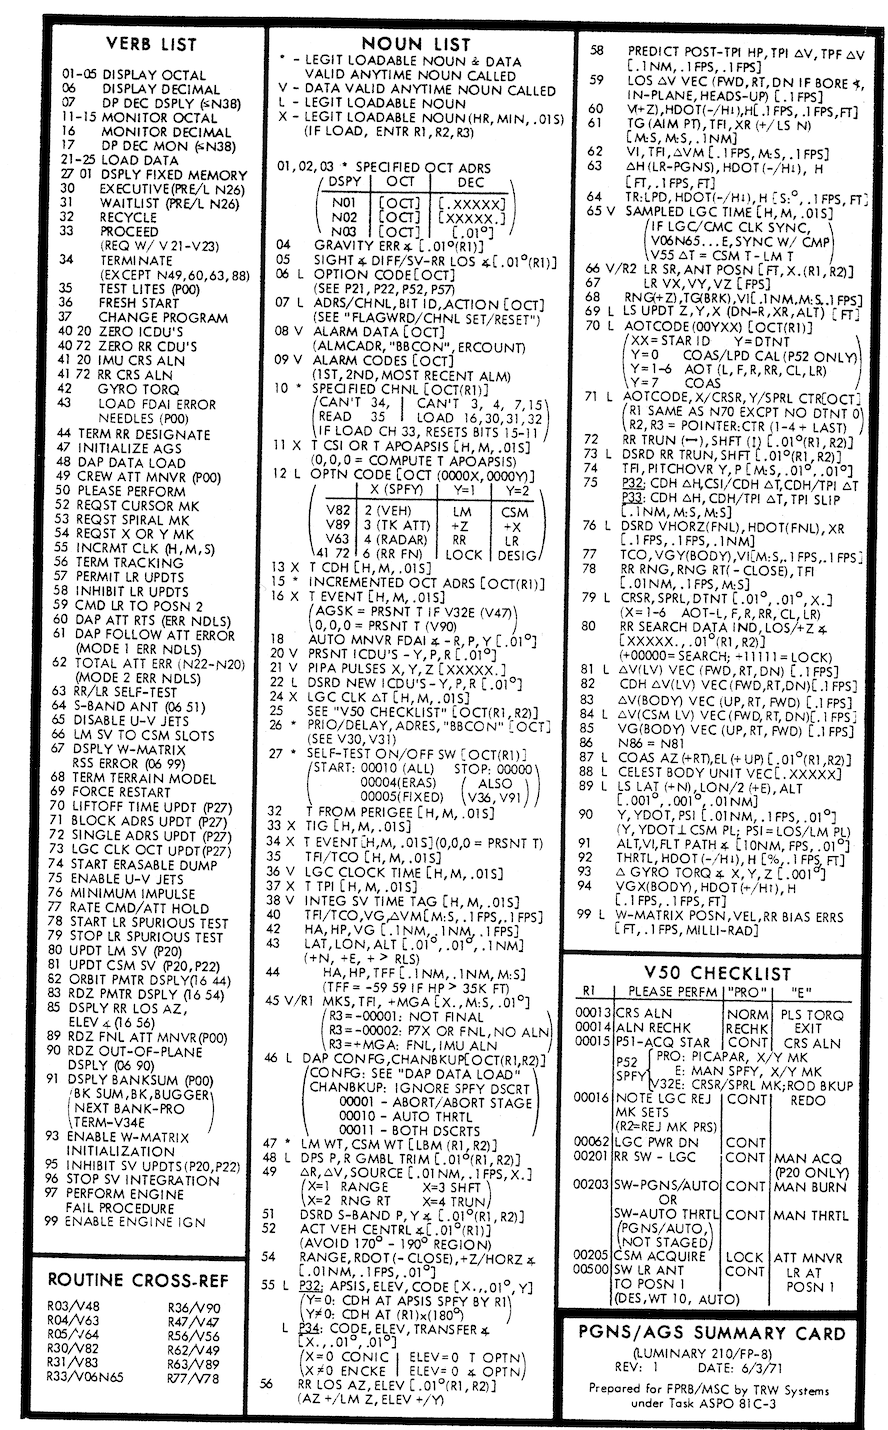 VERB LIST
01-05 DISPLAY OCTAL
06 DISPLAY DECIMAL
07 DP DEC DSPLY (≤N38)
11-15 MONITOR OCTAL
16 MONITOR DECIMAL
17 DP DEC MON (≤N38)
21-25 LOAD DATA
27 01 DSPLY FIXED MEMORY
30 EXECUTIVE(PRE/L N26)
31 WAITLIST (PRE/L N26)
32 RECYCLE
33 PROCEED
(REQ W/ V 21-V23)
34 TERMINATE
(EXCEPT N49,60,63,88)
35 TEST LITES (P00)
36 FRESH START
37 CHANGE PROGRAM
40 20 ZERO ICDU'S
40 72 ZERO RR CDU'S
41 20 IMU CRS ALN
41 72 RR CRS ALN
42 GYRO TORQ
43 LOAD FDAI ERROR
NEEDLES (P00)
44 TERM RR DESIGNATE
47 INITIALIZE AGS
48 DAP DATA LOAD
49 CREW ATT MNVR (P00)
50 PLEASE PERFORM
52 REQST CURSOR MK
53 REQST SPIRAL MK
54 REQST X OR Y MK
55 INCRMT CLK (H,M,S)
56 TERM TRACKING
57 PERMIT LR UPDTS
58 INHIBIT LR UPDTS
59 CMD LR TO POSN 2
60 DAP ATT RTS (ERR NDLS)
61 DAP FOLLOW ATT ERROR
(MODE 1 ERR NDLS)
62 TOTAL ATT ERR (N22-N20)
(MODE 2 ERR NDLS)
63 RR/LR SELF-TEST
64 S-BAND ANT (06 51)
65 DISABLE U-V JETS
66 LM SV TO CSM SLOTS
67 DSPLY W-MATRIX
RSS ERROR (06 99)
68 TERM TERRAIN MODEL
69 FORCE RESTART
70 LIFTOFF TIME UPDT (P27)
71 BLOCK ADRS UPDT (P27)
72 SINGLE ADRS UPDT (P27)
73 LGC CLK OCT UPDT(P27)
74 START ERASABLE DUMP
75 ENABLE U-V JETS
76 MINIMUM IMPULSE
77 RATE CMD/ATT HOLD
78 START LR SPURIOUS TEST
79 STOP LR SPURIOUS TEST
80 UPDT LM SV (P20)
81 UPDT CSM SV (P20,P22)
82 ORBIT PMTR DSPLY(16 44)
83 RDZ PMTR DSPLY (16 54)
85 DSPLY RR LOS AZ,
ELEV ∡ (16 56)
89 RDZ FNL ATT MNVR(P00)
90 RDZ OUT-OF-PLANE
DSPLY (06 90)
91 DSPLY BANKSUM (P00)
(BK SUM,BK,BUGGER
NEXT BANK-PRO
TERM-V34E)
93 ENABLE W-MATRIX
INITIALIZATION
95 INHIBIT SV UPDTS(P20,P22)
96 STOP SV INTEGRATION
97 PERFORM ENGINE
FAIL PROCEDURE
99 ENABLE ENGINE IGN
ROUTINE CROSS-REF
R03/V48 R36/V90
R04/V63 R47/V47
R05/V64 R56/V56
R30/V82 R62/V49
R31/V83 R63/V89
R33/V06N65 R77/V78
NOUN LIST
* - LEGIT LOADABLE NOUN & DATA
VALID ANYTIME NOUN CALLED
V - DATA VALID ANYTIME NOUN CALLED
L - LEGIT LOADABLE NOUN
X - LEGIT LOADABLE NOUN(HR, MIN, .01S)
(IF LOAD, ENTR R1, R2, R3)
01,02,03 * SPECIFIED OCT ADRS
DSPY | OCT | DEC
N01 [OCT] [.XXXXX]
N02 [OCT] [XXXXX.]
N03 [OCT] [.01°]
04 GRAVITY ERR ∡ [.01°(R1)]
05 SIGHT ∡ DIFF/SV-RR LOS ∡[.01°(R1)]
06 L OPTION CODE[OCT]
(SEE P21, P22, P52, P57)
07 L ADRS/CHNL, BIT ID, ACTION [OCT]
(SEE "FLAGWRD/CHNL SET/RESET")
08 V ALARM DATA [OCT]
(ALMCADR, "BBCON", ERCOUNT)
09 V ALARM CODES [OCT]
(1ST, 2ND, MOST RECENT ALM)
10 * SPECIFIED CHNL [OCT(R1)]
(CAN'T 34, | CAN'T 3, 4, 7,15)
READ 35 | LOAD 16,30,31,32
(IF LOAD CH 33, RESETS BITS 15-11)
11 X T CSI OR T APOAPSIS [H, M, .01S]
(0,0,0 = COMPUTE T APOAPSIS)
12 L OPTN CODE [OCT (0000X, 0000Y)]
X (SPFY) | Y=1 | Y=2
V82 2 (VEH) LM CSM
V89 3 (TK ATT) +Z +X
V63 4 (RADAR) RR LR
41 72 6 (RR FN) LOCK DESIG
13 X T CDH [H, M, .01S]
15 * INCREMENTED OCT ADRS [OCT(R1)]
16 X T EVENT [H, M, .01S]
(AGSK = PRSNT T IF V32E (V47)
0,0,0 = PRSNT T (V90))
18 AUTO MNVR FDAI ∡ - R, P, Y [.01°]
20 V PRSNT ICDU'S - Y, P, R [.01°]
21 V PIPA PULSES X, Y, Z [XXXXX.]
22 L DSRD NEW ICDU'S - Y, P, R [.01°]
24 X LGC CLK ΔT [H, M, .01S]
25 SEE "V50 CHECKLIST" [OCT(R1,R2)]
26 * PRIO/DELAY, ADRES, "BBCON" [OCT]
(SEE V30, V31)
27 * SELF-TEST ON/OFF SW [OCT(R1)]
(START: 00010 (ALL) STOP: 00000
00004(ERAS) ( ALSO
00005(FIXED) (V36, V91)
32 T FROM PERIGEE [H, M, .01S]
33 X TIG [H, M, .01S]
34 X T EVENT [H, M, .01S](0,0,0 = PRSNT T)
35 TFI/TCO [H, M, .01S]
36 V LGC CLOCK TIME [H, M, .01S]
37 X T TPI [H, M, .01S]
38 V INTEG SV TIME TAG [H, M, .01S]
40 TFI/TCO,VG,ΔVM[M:S, .1 FPS, .1 FPS]
42 HA, HP, VG [.1NM, .1NM, .1FPS]
43 LAT, LON, ALT [.01°, .01°, .1NM]
(+N, +E, + > RLS)
44 HA, HP, TFF [.1NM, .1NM, M:S]
(TFF = -59 59 IF HP > 35K FT)
45 V/R1 MKS, TFI, +MGA [X., M:S, .01°]
(R3=-00001: NOT FINAL
R3=-00002: P7X OR FNL, NO ALN
R3=+MGA: FNL, IMU ALN)
46 L DAP CONFG,CHANBKUP[OCT(R1,R2)]
(CONFG: SEE "DAP DATA LOAD"
CHANBKUP: IGNORE SPFY DSCRT
00001 - ABORT/ABORT STAGE
00010 - AUTO THRTL
00011 - BOTH DSCRTS)
47 * LM WT, CSM WT [LBM (R1, R2)]
48 L DPS P, R GMBL TRIM [.01°(R1, R2)]
49 ΔR, ΔV, SOURCE [.01NM, .1FPS, X.]
(X=1 RANGE X=3 SHFT
X=2 RNG RT X=4 TRUN)
51 DSRD S-BAND P, Y∡ [.01°(R1, R2)]
52 ACT VEH CENTRL ∡[.01°(R1)]
(AVOID 170° - 190° REGION)
54 RANGE, RDOT (- CLOSE), +Z/HORZ ∡
[.01NM, .1FPS, .01°]
55 L P32; APSIS, ELEV, CODE [X., .01°, Y]
(Y=0: CDH AT APSIS SPFY BY R1
Y≠0: CDH AT (R1)x(180°))
L P34: CODE, ELEV, TRANSFER ∡
[X., .01°, .01°]
(X=0 CONIC | ELEV=0 T OPTN
X≠0 ENCKE | ELEV≠0 ∡ OPTN)
56 RR LOS AZ, ELEV [.01°(R1, R2)]
(AZ +/LM Z, ELEV +/Y)
58 PREDICT POST-TPI HP, TPI ΔV, TPF ΔV
[.1NM, .1FPS, .1FPS]
59 LOS ΔV VEC (FWD, RT, DN IF BORE ∡,
IN-PLANE, HEADS-UP) [.1FPS]
60 V(+Z), HDOT(-/HI), H[.1FPS, .1FPS,FT]
61 TG (AIM PT), TFI, XR (+/LS N)
[M:S, M:S, .1NM]
62 VI, TFI, ΔVM [.1FPS, M:S, .1FPS]
63 ΔH(LR-PGNS), HDOT (-/HI), H
[FT, .1FPS, FT]
64 TR:LPD, HDOT(-/HI), H [S:°, .1FPS, FT]
65 V SAMPLED LGC TIME [H, M, .01S]
(IF LGC/CMC CLK SYNC,
V06N65...E,SYNC W/ CMP
V55 ΔT = CSM T-LM T)
66 V/R2 LR SR, ANT POSN [FT, X. (R1, R2)]
67 LR VX, VY, VZ [FPS]
68 RNG(+Z),TG(BRK),VI[.1NM,M:S,.1FPS]
69 L LS UPDT Z, Y, X (DN-R, XR, ALT) [FT]
70 L AOTCODE(00YXX) [OCT(R1)]
(XX= STAR ID Y=DTNT
Y=0 COAS/LPD CAL (P52 ONLY)
Y=1-6 AOT (L, F, R, RR, CL, LR)
Y=7 COAS)
71 L AOTCODE, X/CRSR, Y/SPRL CTR[OCT]
(R1 SAME AS N70 EXCPT NO DTNT 0
R2, R3 = POINTER:CTR (1-4 + LAST))
72 RR TRUN (↔), SHFT (↕) [.01°(R1, R2)]
73 L DSRD RR TRUN, SHFT [.01°(R1, R2)]
74 TFI, PITCHOVR Y, P [M:S, .01°, .01°]
75 P32: CDH ΔH,CSI/CDH ΔT,CDH/TPI ΔT
P33: CDH ΔH, CDH/TPI ΔT, TPI SLIP
[.1NM, M:S, M:S]
76 L DSRD VHORZ(FNL), HDOT(FNL), XR
[.1FPS, .1FPS, .1NM]
77 TCO, VGY(BODY), VI[M:S, .1FPS, .1FPS]
78 RR RNG, RNG RT(- CLOSE), TFI
[.01NM, .1FPS, M:S]
79 L CRSR, SPRL, DTNT [.01°, .01°, X.]
(X=1-6 AOT-L, F, R, RR, CL, LR)
80 RR SEARCH DATA IND, LOS/+Z ∡
[XXXXX., .01°(R1, R2)]
(+00000=SEARCH; +11111=LOCK)
81 L ΔV(LV) VEC (FWD, RT, DN) [.1FPS]
82 CDH ΔV(LV) VEC(FWD,RT,DN)[.1 FPS]
83 ΔV(BODY) VEC (UP, RT, FWD) [.1FPS]
84 L ΔV(CSM LV) VEC(FWD, RT, DN)[.1FPS]
85 VG(BODY) VEC (UP, RT, FWD) [.1FPS]
86 N86 = N81
87 L COAS AZ (+RT),EL (+ UP) [.01°(R1,R2)]
88 L CELEST BODY UNIT VEC[.XXXXX]
89 L LS LAT (+N), LON/2 (+E), ALT
[.001°, .001°, .01NM]
90 Y, YDOT, PSI [.01NM, .1FPS, .01°]
(Y, YDOT ⊥ CSM PL; PSI=LOS/LM PL)
91 ALT,VI,FLT PATH ∡ [10NM, FPS, .01°]
92 THRTL, HDOT (-/HI), H [%, .1 FPS, FT]
93 Δ GYRO TORQ ∡ X, Y, Z [.001°]
94 VGX(BODY), HDOT (+/HI), H
[.1FPS, .1FPS, FT]
99 L W-MATRIX POSN, VEL, RR BIAS ERRS
[FT, .1FPS, MILLI-RAD]
V50 CHECKLIST
R1 | PLEASE PERFM | "PRO" | "E"
00013 CRS ALN NORM PLS TORQ
00014 ALN RECHK RECHK EXIT
00015 P51-ACQ STAR CONT CRS ALN
P52 SPFY (PRO: PICAPAR, X/Y MK
E: MAN SPFY, X/Y MK
V32E: CRSR/SPRL MK;ROD BKUP
00016 NOTE LGC REJ CONT REDO
MK SETS
(R2=REJ MK PRS)
00062 LGC PWR DN CONT
00201 RR SW - LGC CONT MAN ACQ
(P20 ONLY)
00203 SW-PGNS/AUTO CONT MAN BURN
OR
SW-AUTO THRTL CONT MAN THRTL
(PGNS/AUTO,
NOT STAGED)
00205 CSM ACQUIRE LOCK ATT MNVR
00500 SW LR ANT CONT LR AT
TO POSN 1 POSN 1
(DES, WT 10, AUTO)
PGNS/AGS SUMMARY CARD
(LUMINARY 210/FP-8)
REV: 1 DATE: 6/3/71
Prepared for FPRB/MSC by TRW Systems
under Task ASPO 81C-3